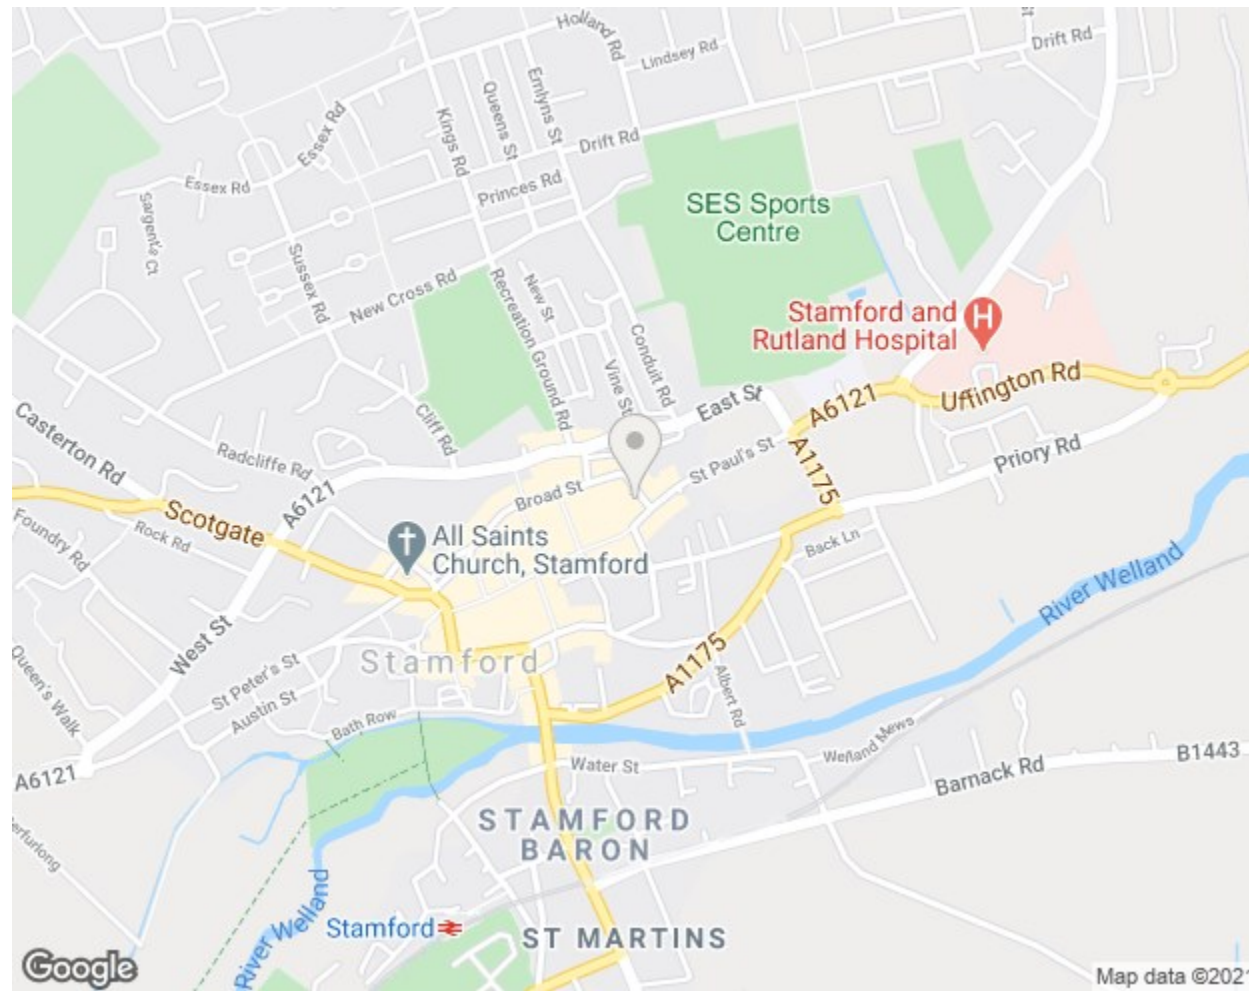 Holland Rd
Lindsey Rd
Drift Rd
Emlyns St
Queens St
Kings Rd
Essex Rd
Drift Rd
Essex Rd
Princes Rd
Sargents Ct
SES Sports
Centre
Sussex Rd
New Cross Rd
New St
Recreation Ground Rd
Stamford and
Rutland Hospital
H
Conduit Rd
Vine St
Uffington Rd
East St
A6121
Cliff Rd
Casterton Rd
Radcliffe Rd
St Paul's St
A1175
Priory Rd
A6121
Broad St
Scotgate
Foundry Rd
Rock Rd
All Saints
Church, Stamford
Back Ln
River Welland
West St
Stamford
A1175
St Peter's St
Queen's Walk
Austin St
Albert Rd
Bath Row
Welland Mews
Water St
A6121
Barnack Rd
B1443
STAMFORD
BARON
erfurlong
River Welland
Stamford
ST MARTINS
Google
Map data ©2021